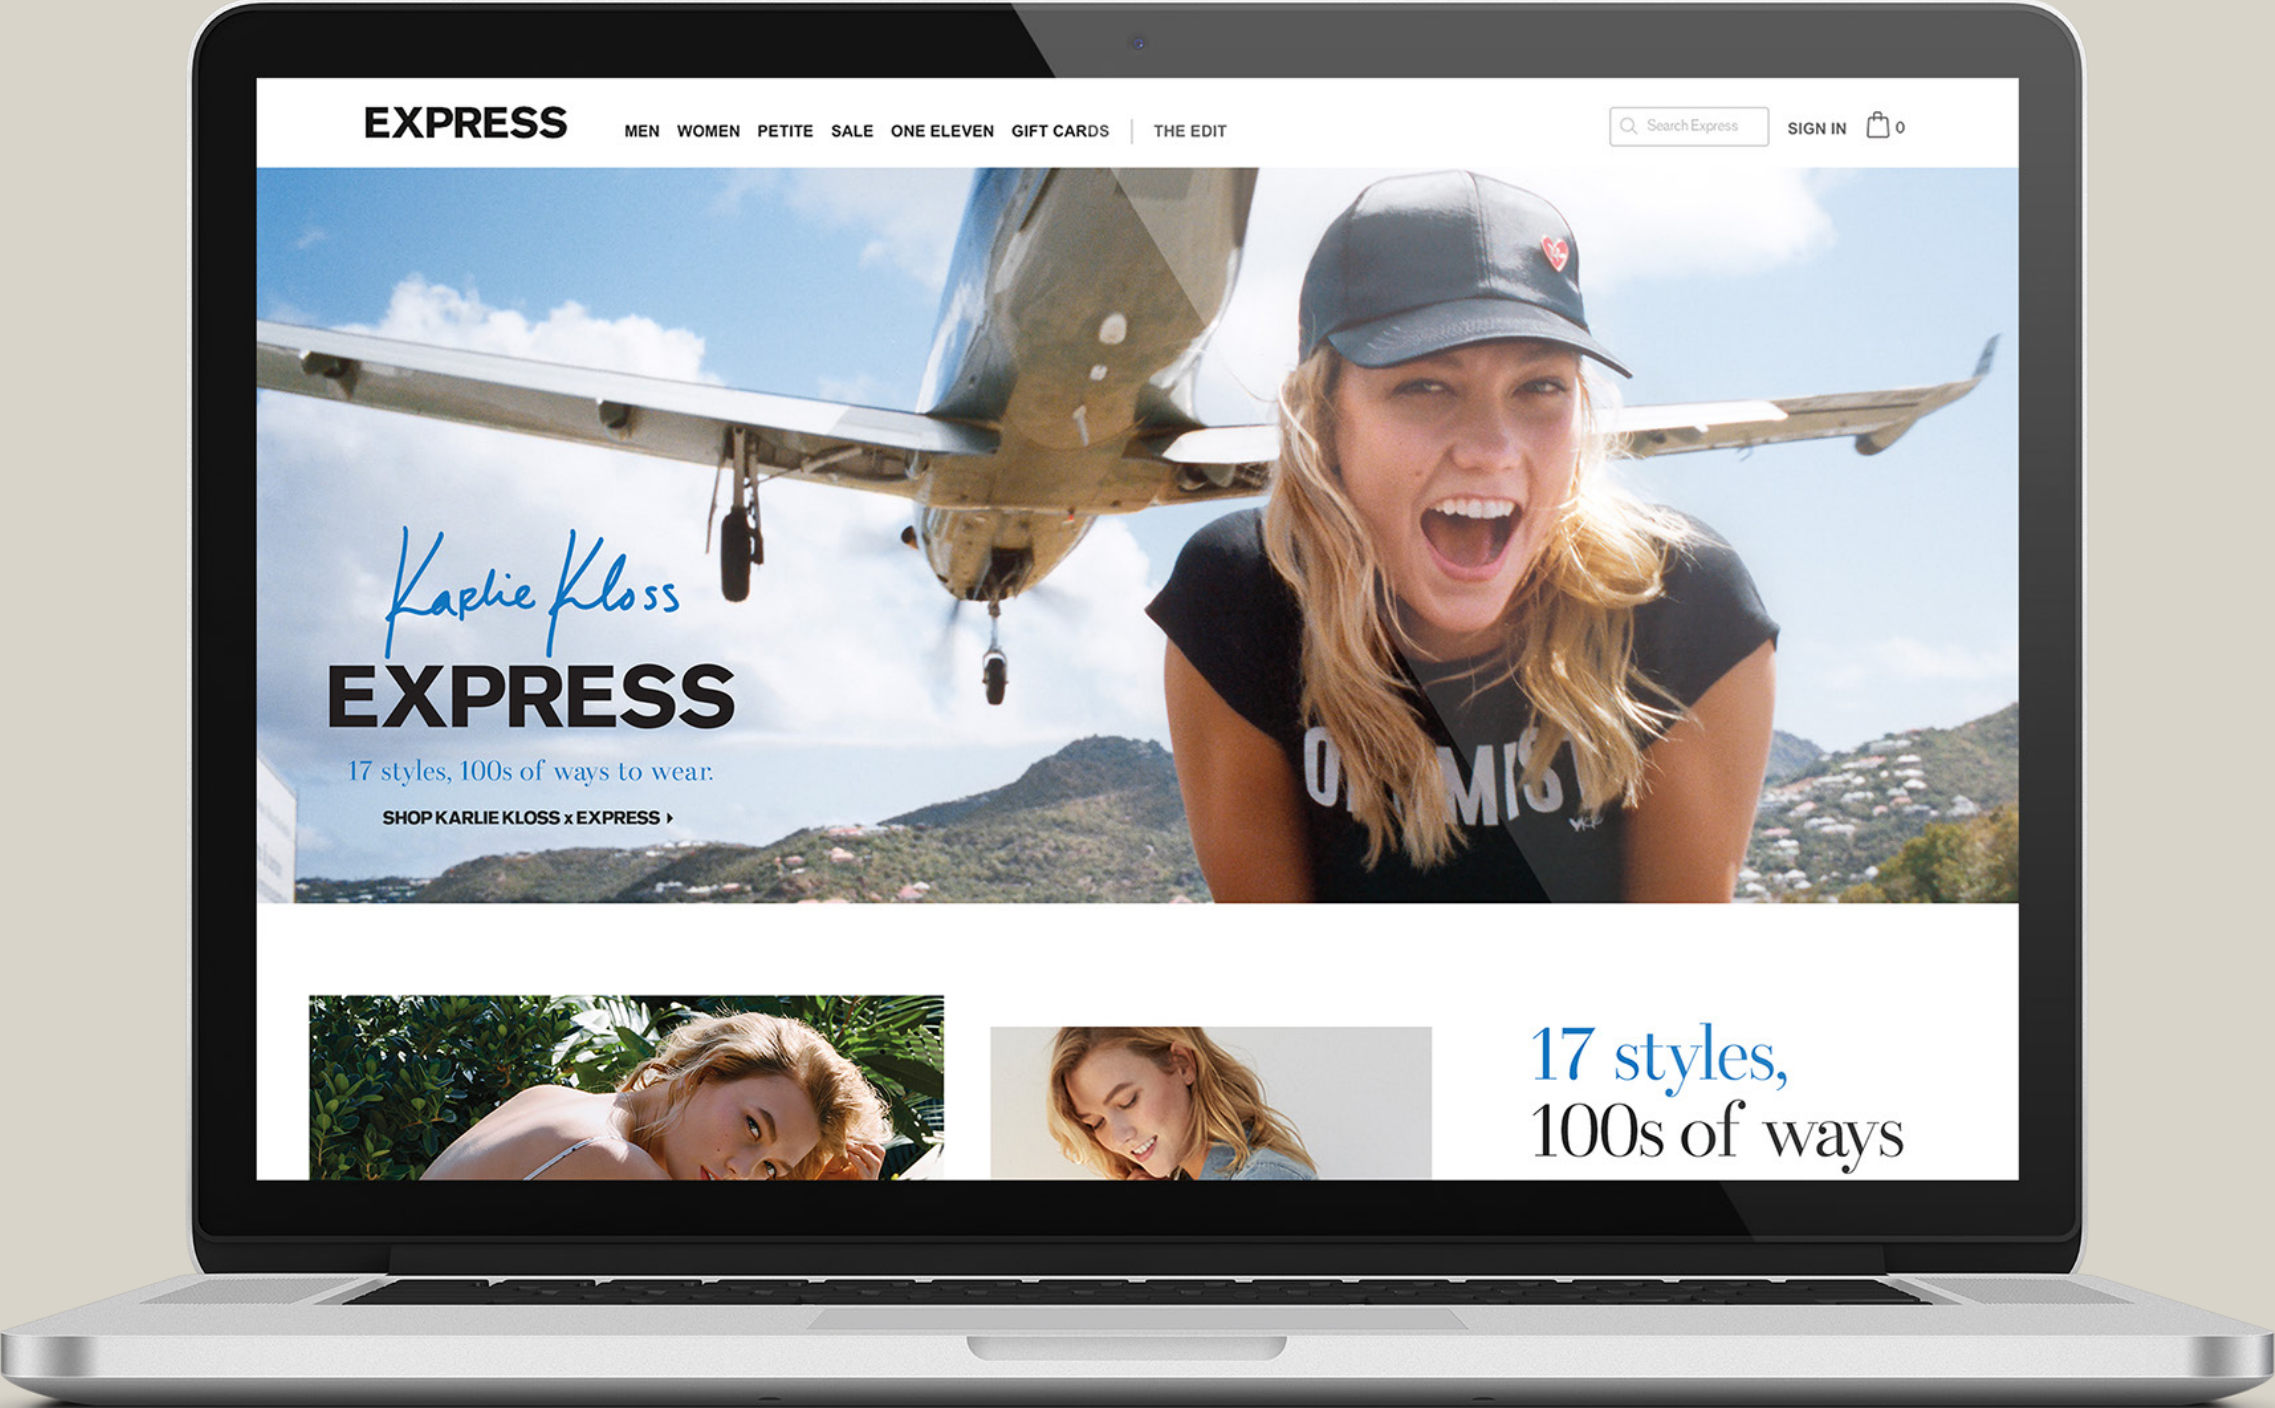 EXPRESS
MEN WOMEN PETITE SALE ONE ELEVEN GIFT CARDS THE EDIT
Search Express SIGN IN 0
Karlie Kloss
EXPRESS
17 styles, 100s of ways to wear.
SHOP KARLIE KLOSS x EXPRESS
17 styles,
100s of ways